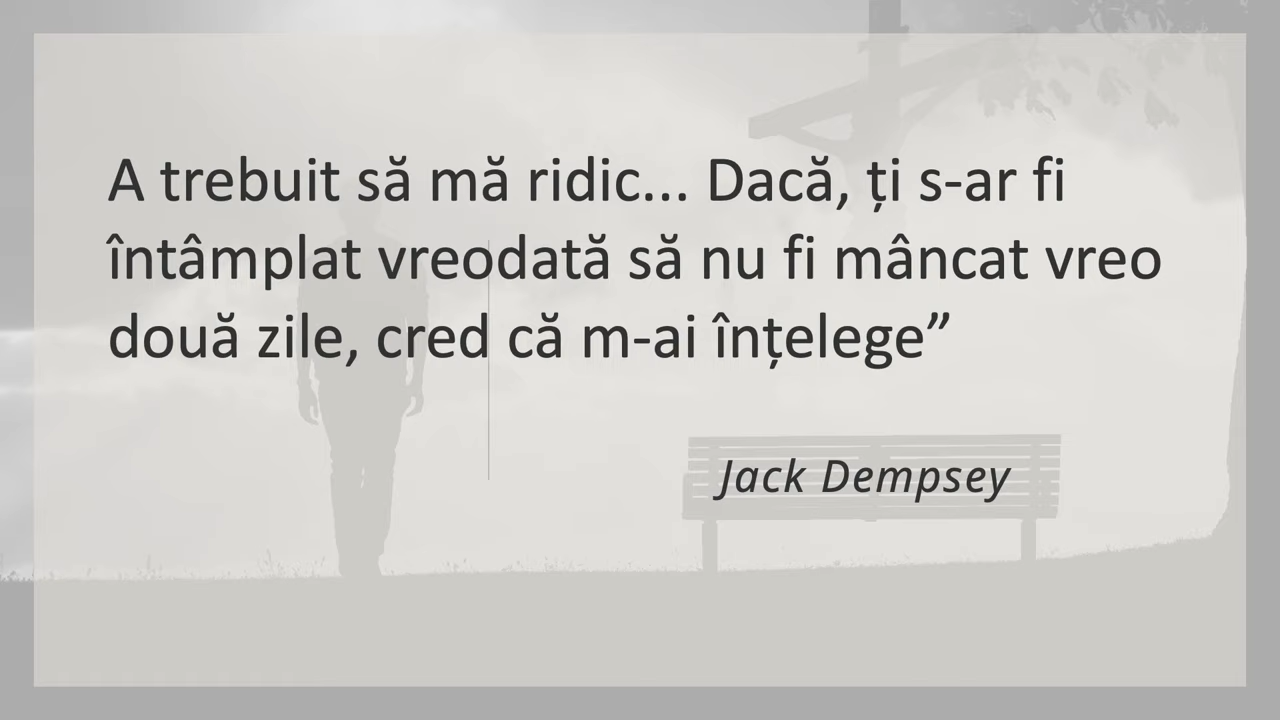 A trebuit să mă ridic... Dacă, ți s-ar fi
întâmplat vreodată să nu fi mâncat vreo
două zile, cred că m-ai înțelege”
Jack Dempsey